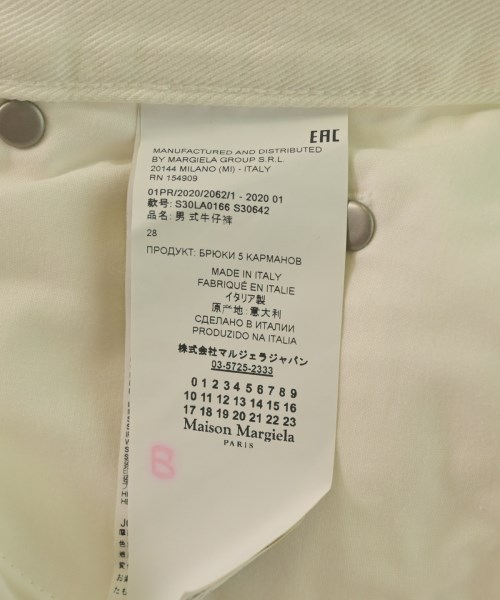 EAC
MANUFACTURED AND DISTRIBUTED
BY MARGIELA GROUP S.R.L.
20144 MILANO (MI) - ITALY
RN 154909
01PR/2020/2062/1 - 2020 01
款号: S30LA0166 S30642
品名: 男式牛仔裤
28
ПРОДУКТ: БРЮКИ 5 КАРМАНОВ
MADE IN ITALY
FABRIQUÉ EN ITALIE
イタリア製
原产地: 意大利
СДЕЛАНО В ИТАЛИИ
PRODUZIDO NA ITALIA
株式会社マルジェラジャパン
03-5725-2333
0 1 2 3 4 5 6 7 8 9
10 11 12 13 14 15 16
17 18 19 20 21 22 23
Maison Margiela
PARIS
B